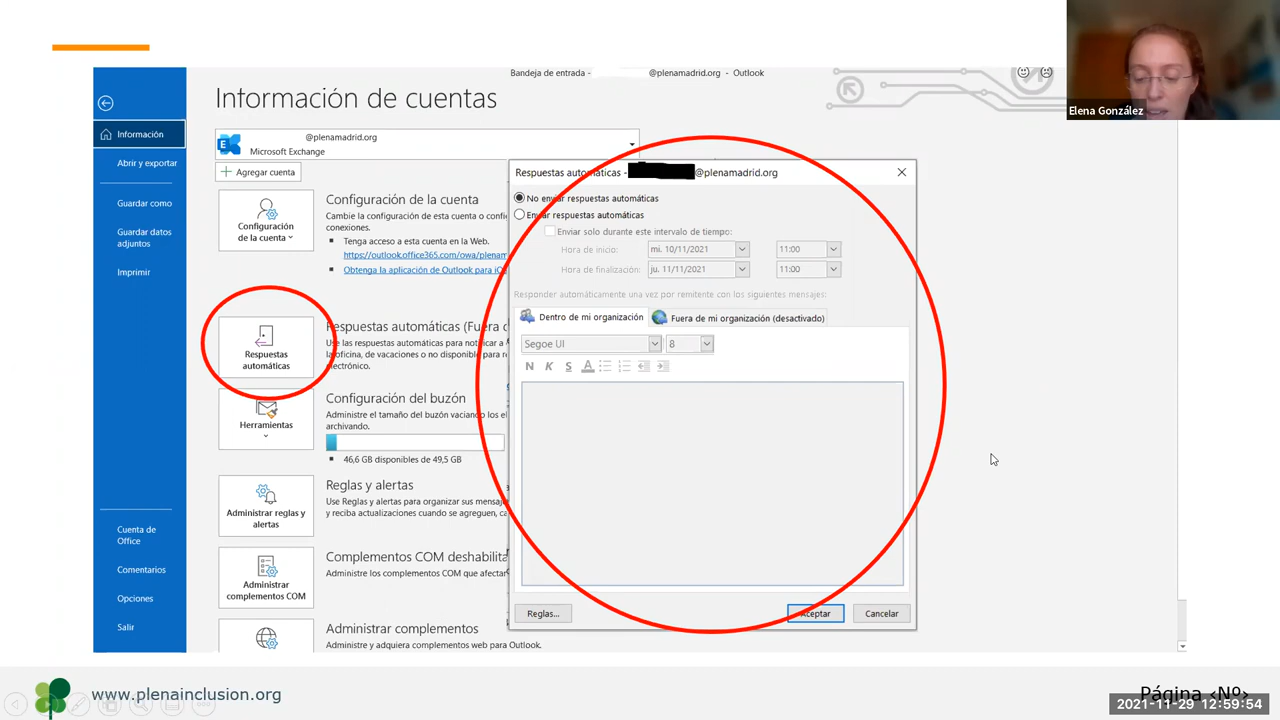 Bandeja de entrada - @plenamadrid.org - Outlook
Elena González
Información de cuentas
Información
Abrir y exportar
Guardar como
Guardar datos
adjuntos
Imprimir
Cuenta de
Office
Comentarios
Opciones
Salir
@plenamadrid.org
Microsoft Exchange
Agregar cuenta
Configuración
de la cuenta
Configuración de la cuenta
Cambie la configuración de esta cuenta o confi
conexiones.
Tenga acceso a esta cuenta en la Web.
https://outlook.office365.com/owa/plenam
Obtenga la aplicación de Outlook para iO
Respuestas
automáticas
Respuestas automáticas (Fuera d
Use las respuestas automáticas para notificar a
la oficina, de vacaciones o no disponible para re
electrónico.
Herramientas
Configuración del buzón
Administre el tamaño del buzón vaciando los el
archivando.
46,6 GB disponibles de 49,5 GB
Administrar reglas y
alertas
Reglas y alertas
Use Reglas y alertas para organizar sus mensaj
y reciba actualizaciones cuando se agreguen, c
Administrar
complementos COM
Complementos COM deshabilita
Administre los complementos COM que afectar
Administrar complementos
Administre y adquiera complementos web para Outlook.
Respuestas automáticas - @plenamadrid.org
No enviar respuestas automáticas
Enviar respuestas automáticas
Enviar solo durante este intervalo de tiempo:
Hora de inicio: mi. 10/11/2021 11:00
Hora de finalización: ju. 11/11/2021 11:00
Responder automáticamente una vez por remitente con los siguientes mensajes:
Dentro de mi organización Fuera de mi organización (desactivado)
Segoe UI 8
N K S A
Reglas... Aceptar Cancelar
www.plenainclusion.org
Página ‹Nº›
2021-11-29 12:59:54